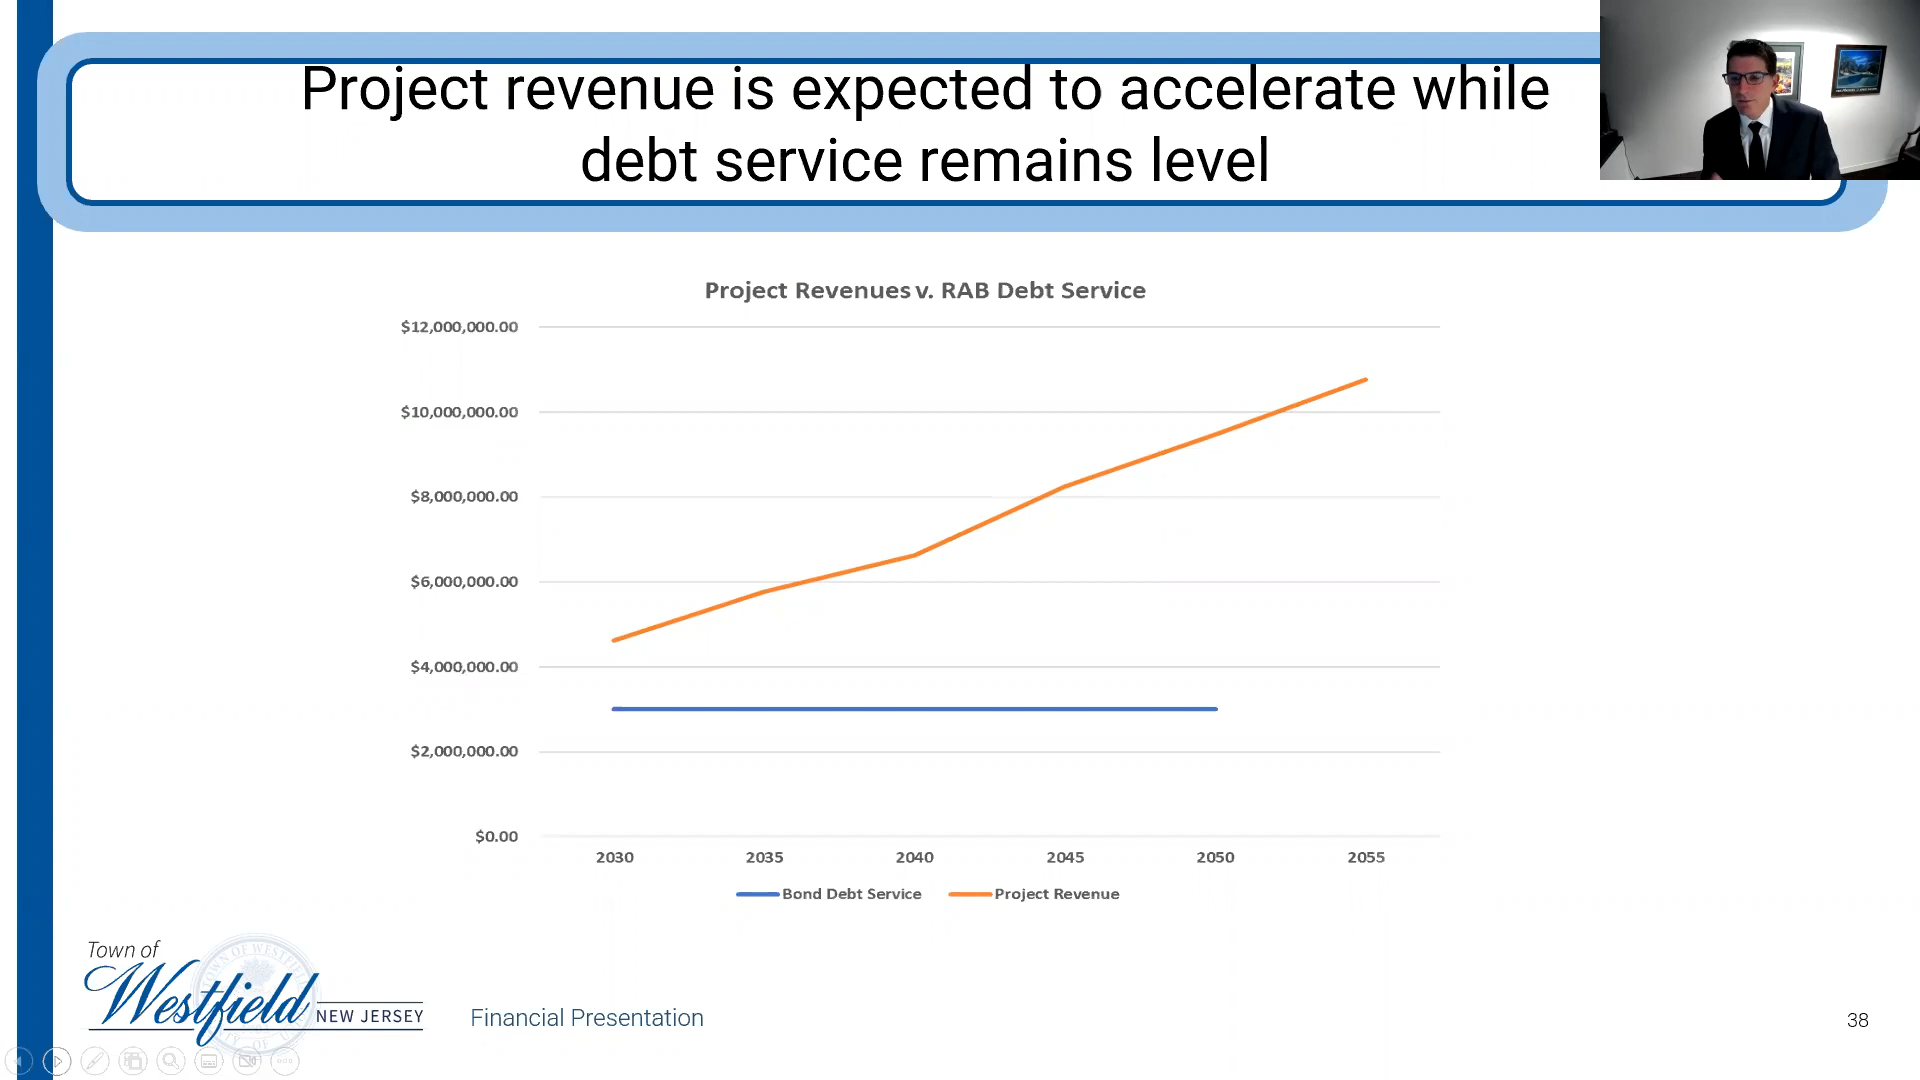 Project revenue is expected to accelerate while
debt service remains level
Project Revenues v. RAB Debt Service
$12,000,000.00
$10,000,000.00
$8,000,000.00
$6,000,000.00
$4,000,000.00
$2,000,000.00
$0.00
2030 2035 2040 2045 2050 2055
Bond Debt Service Project Revenue
Town of
Westfield
NEW JERSEY
Financial Presentation
38